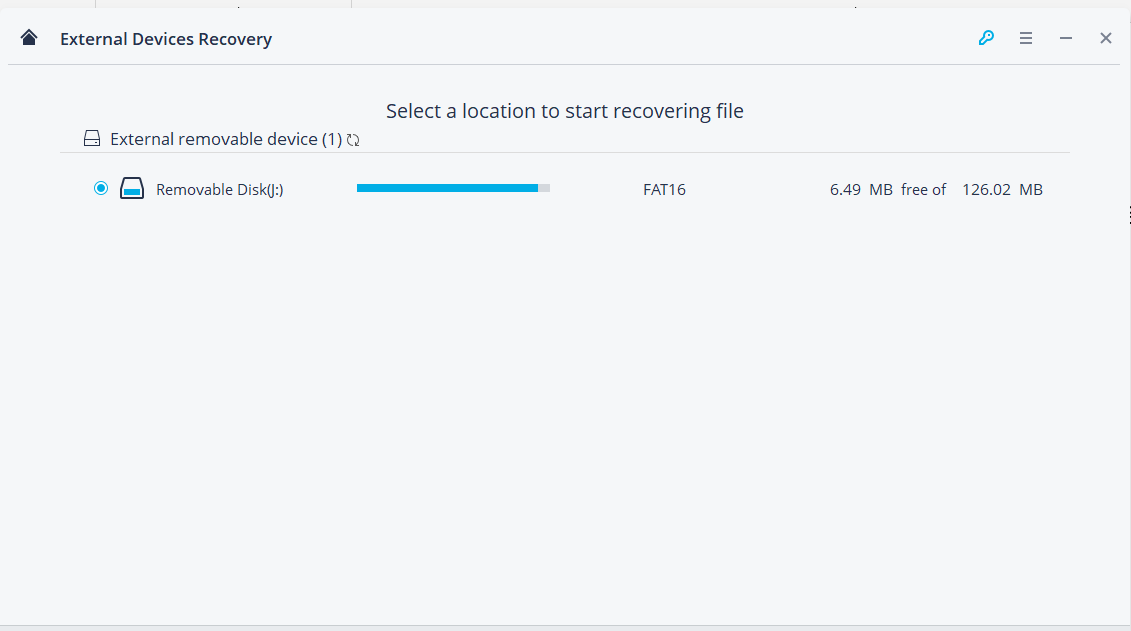 External Devices Recovery
Select a location to start recovering file
External removable device (1)
Removable Disk(J:) FAT16 6.49 MB free of 126.02 MB